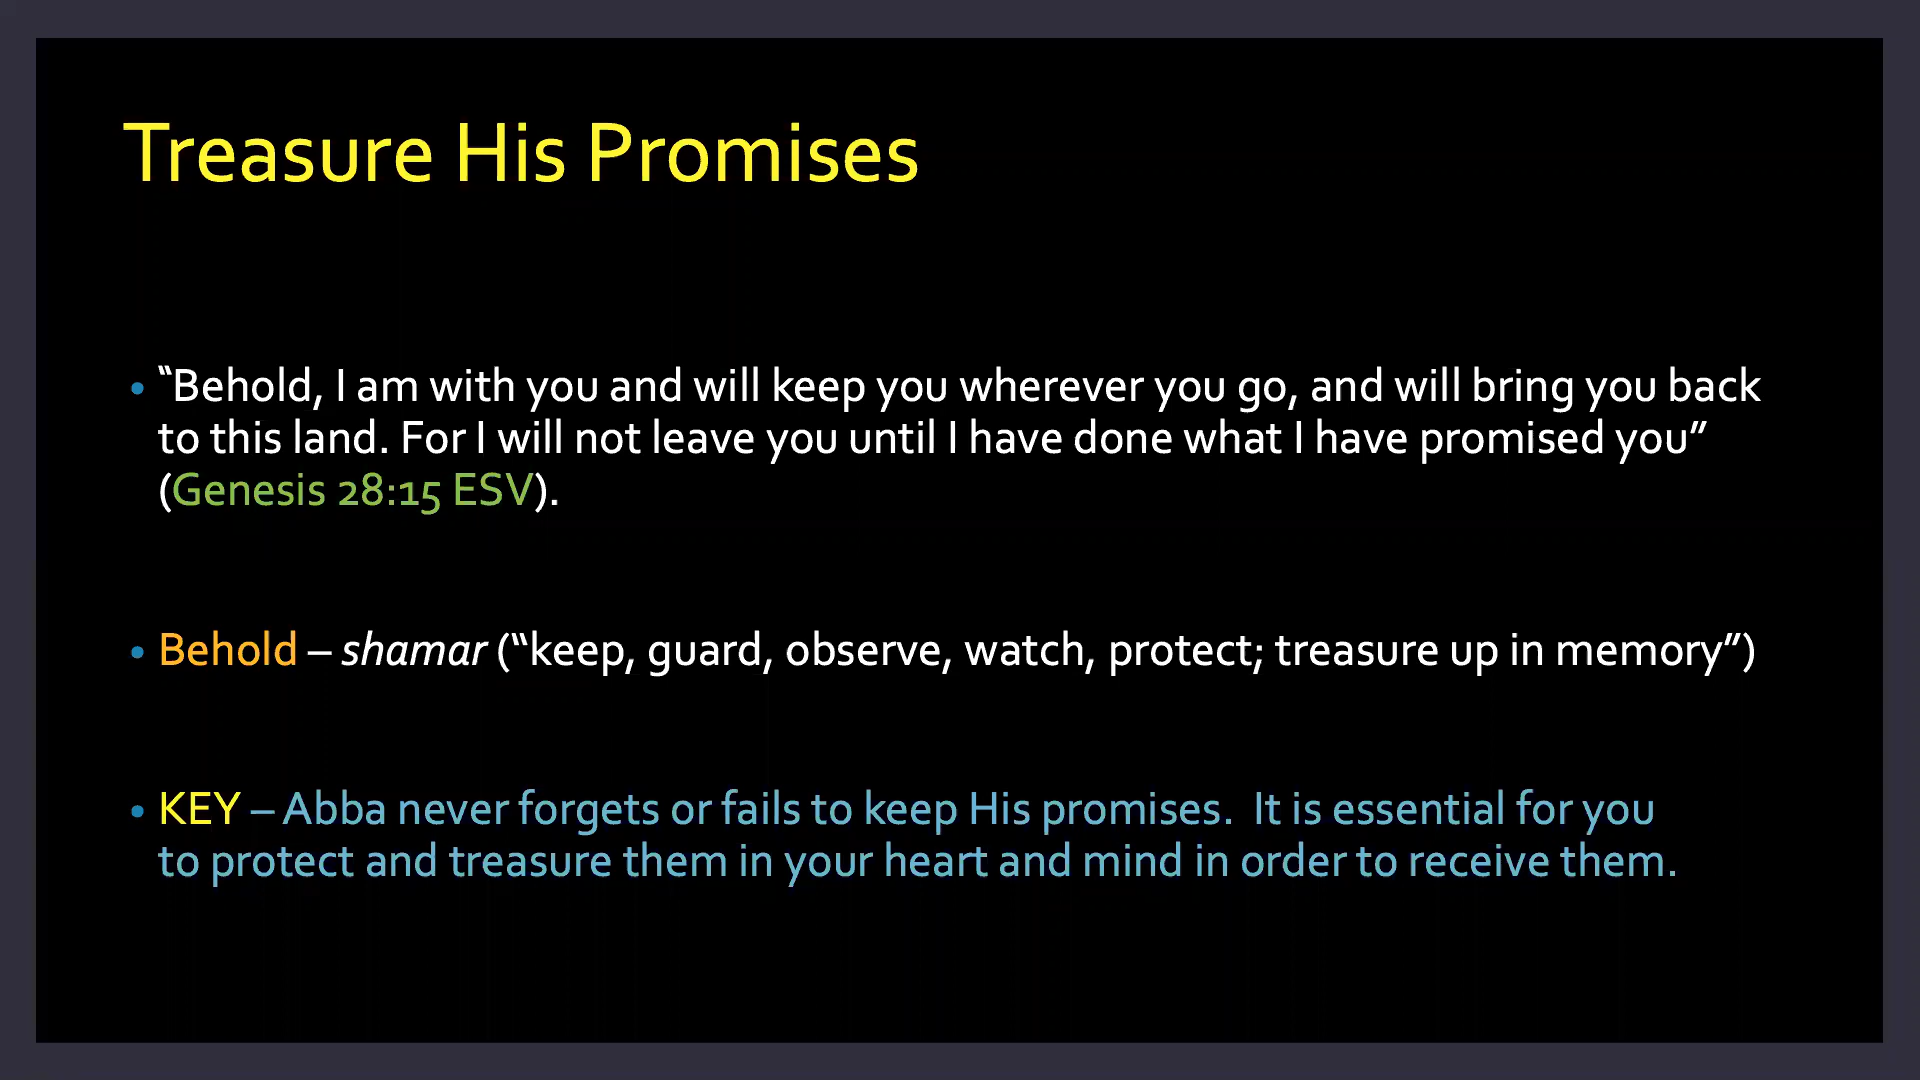 Treasure His Promises
• “Behold, I am with you and will keep you wherever you go, and will bring you back
to this land. For I will not leave you until I have done what I have promised you”
(Genesis 28:15 ESV).
• Behold – shamar (“keep, guard, observe, watch, protect; treasure up in memory”)
• KEY – Abba never forgets or fails to keep His promises.  It is essential for you
to protect and treasure them in your heart and mind in order to receive them.